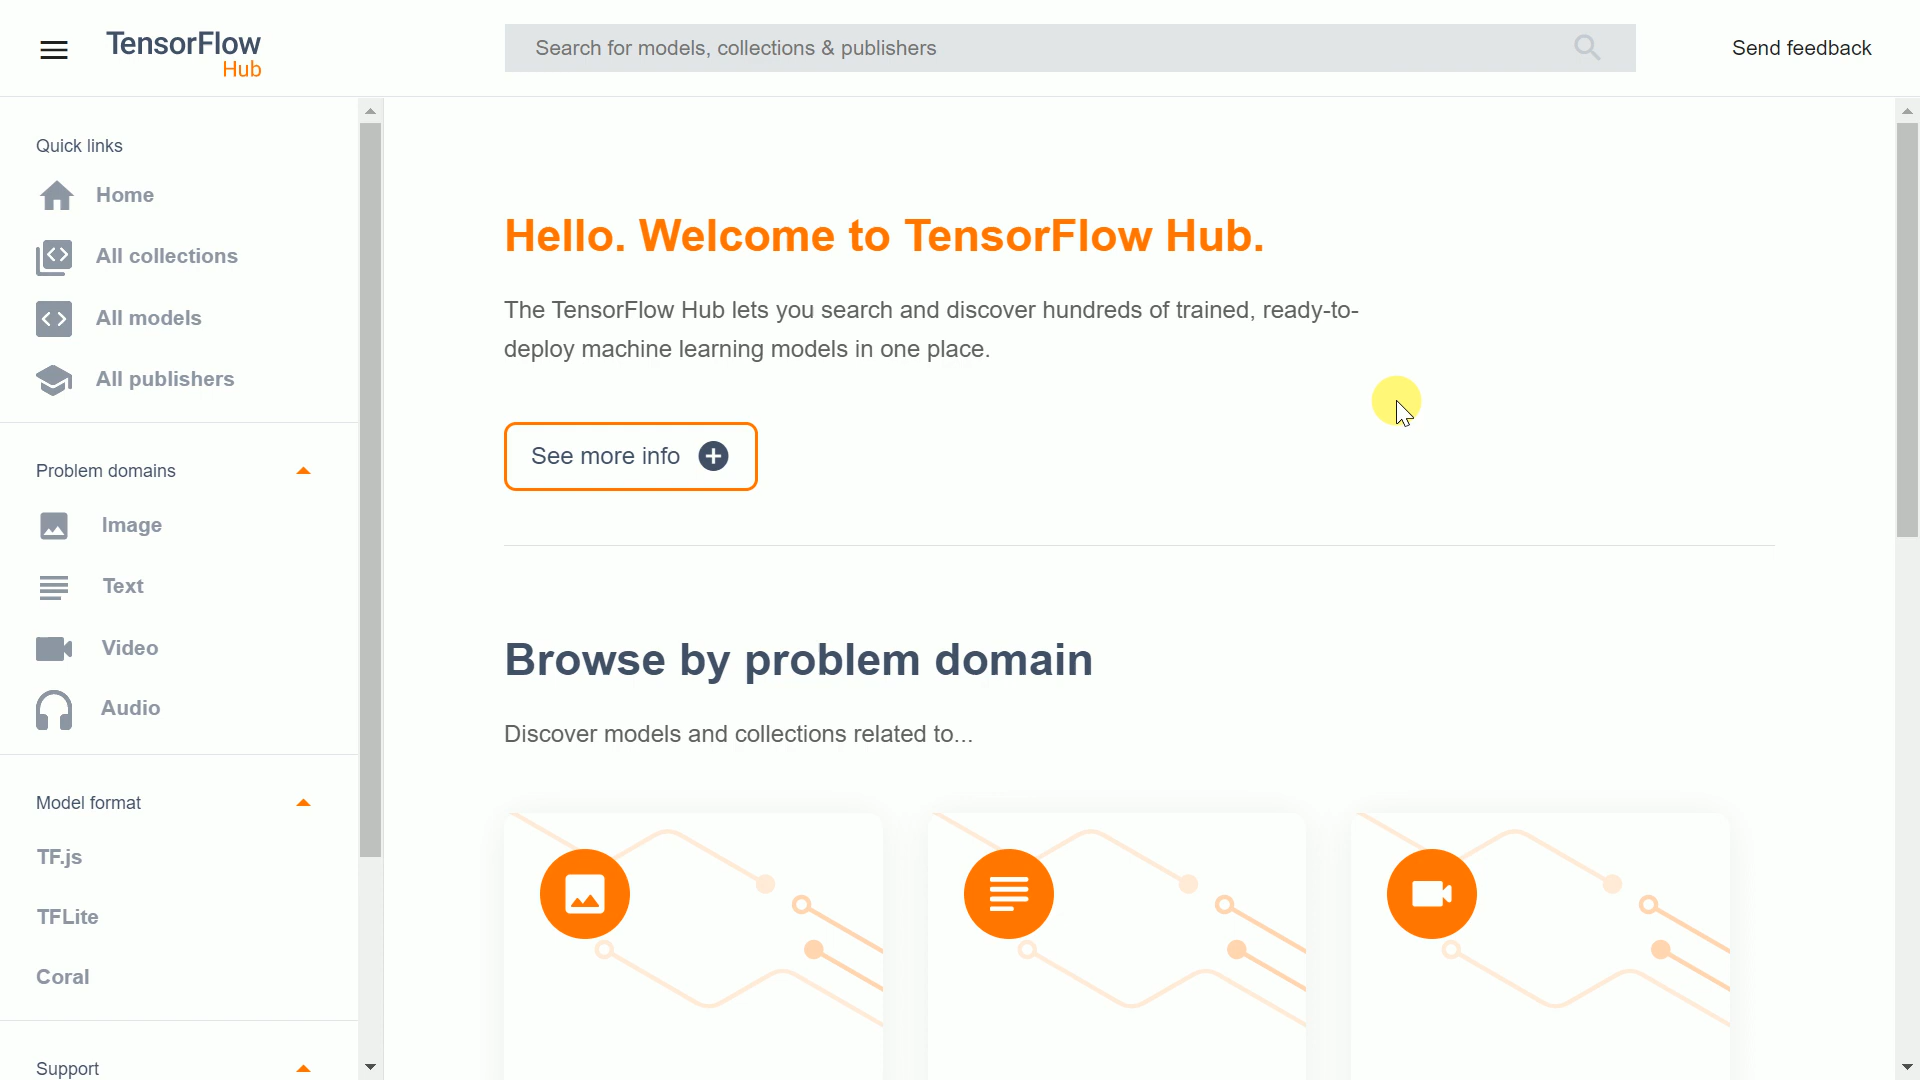 TensorFlow
Hub
Search for models, collections & publishers
Send feedback
Quick links
Home
All collections
All models
All publishers
Problem domains
Image
Text
Video
Audio
Model format
TF.js
TFLite
Coral
Support
Hello. Welcome to TensorFlow Hub.
The TensorFlow Hub lets you search and discover hundreds of trained, ready-to-
deploy machine learning models in one place.
See more info
Browse by problem domain
Discover models and collections related to...